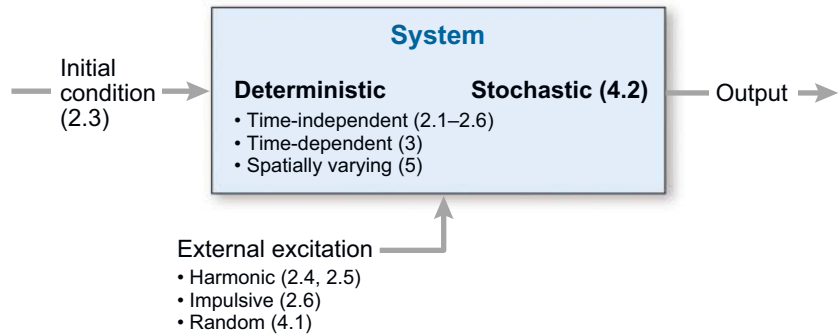 System
Initial
condition
(2.3)
Deterministic
• Time-independent (2.1–2.6)
• Time-dependent (3)
• Spatially varying (5)
Stochastic (4.2)
Output
External excitation
• Harmonic (2.4, 2.5)
• Impulsive (2.6)
• Random (4.1)